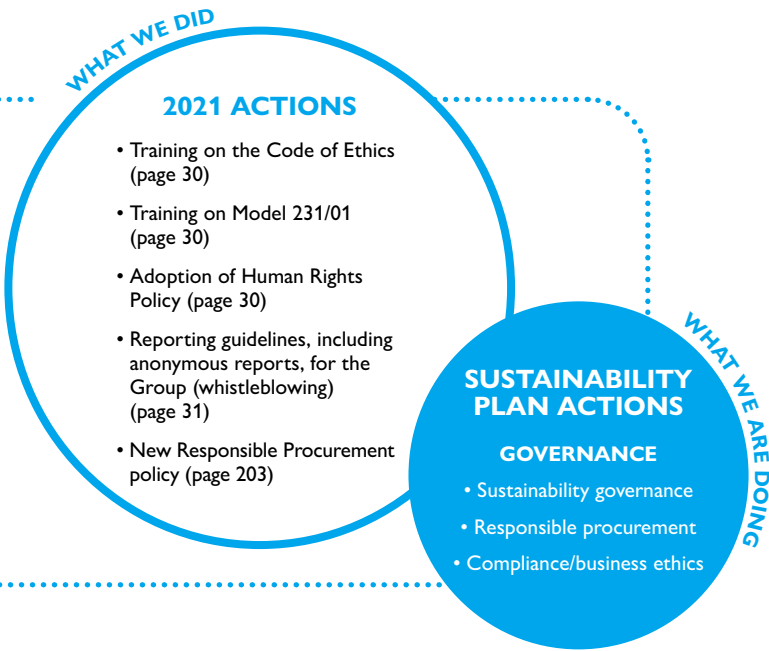 WHAT WE DID
2021 ACTIONS
• Training on the Code of Ethics
(page 30)
• Training on Model 231/01
(page 30)
• Adoption of Human Rights
Policy (page 30)
• Reporting guidelines, including
anonymous reports, for the
Group (whistleblowing)
(page 31)
• New Responsible Procurement
policy (page 203)
WHAT WE ARE DOING
SUSTAINABILITY
PLAN ACTIONS
GOVERNANCE
• Sustainability governance
• Responsible procurement
• Compliance/business ethics